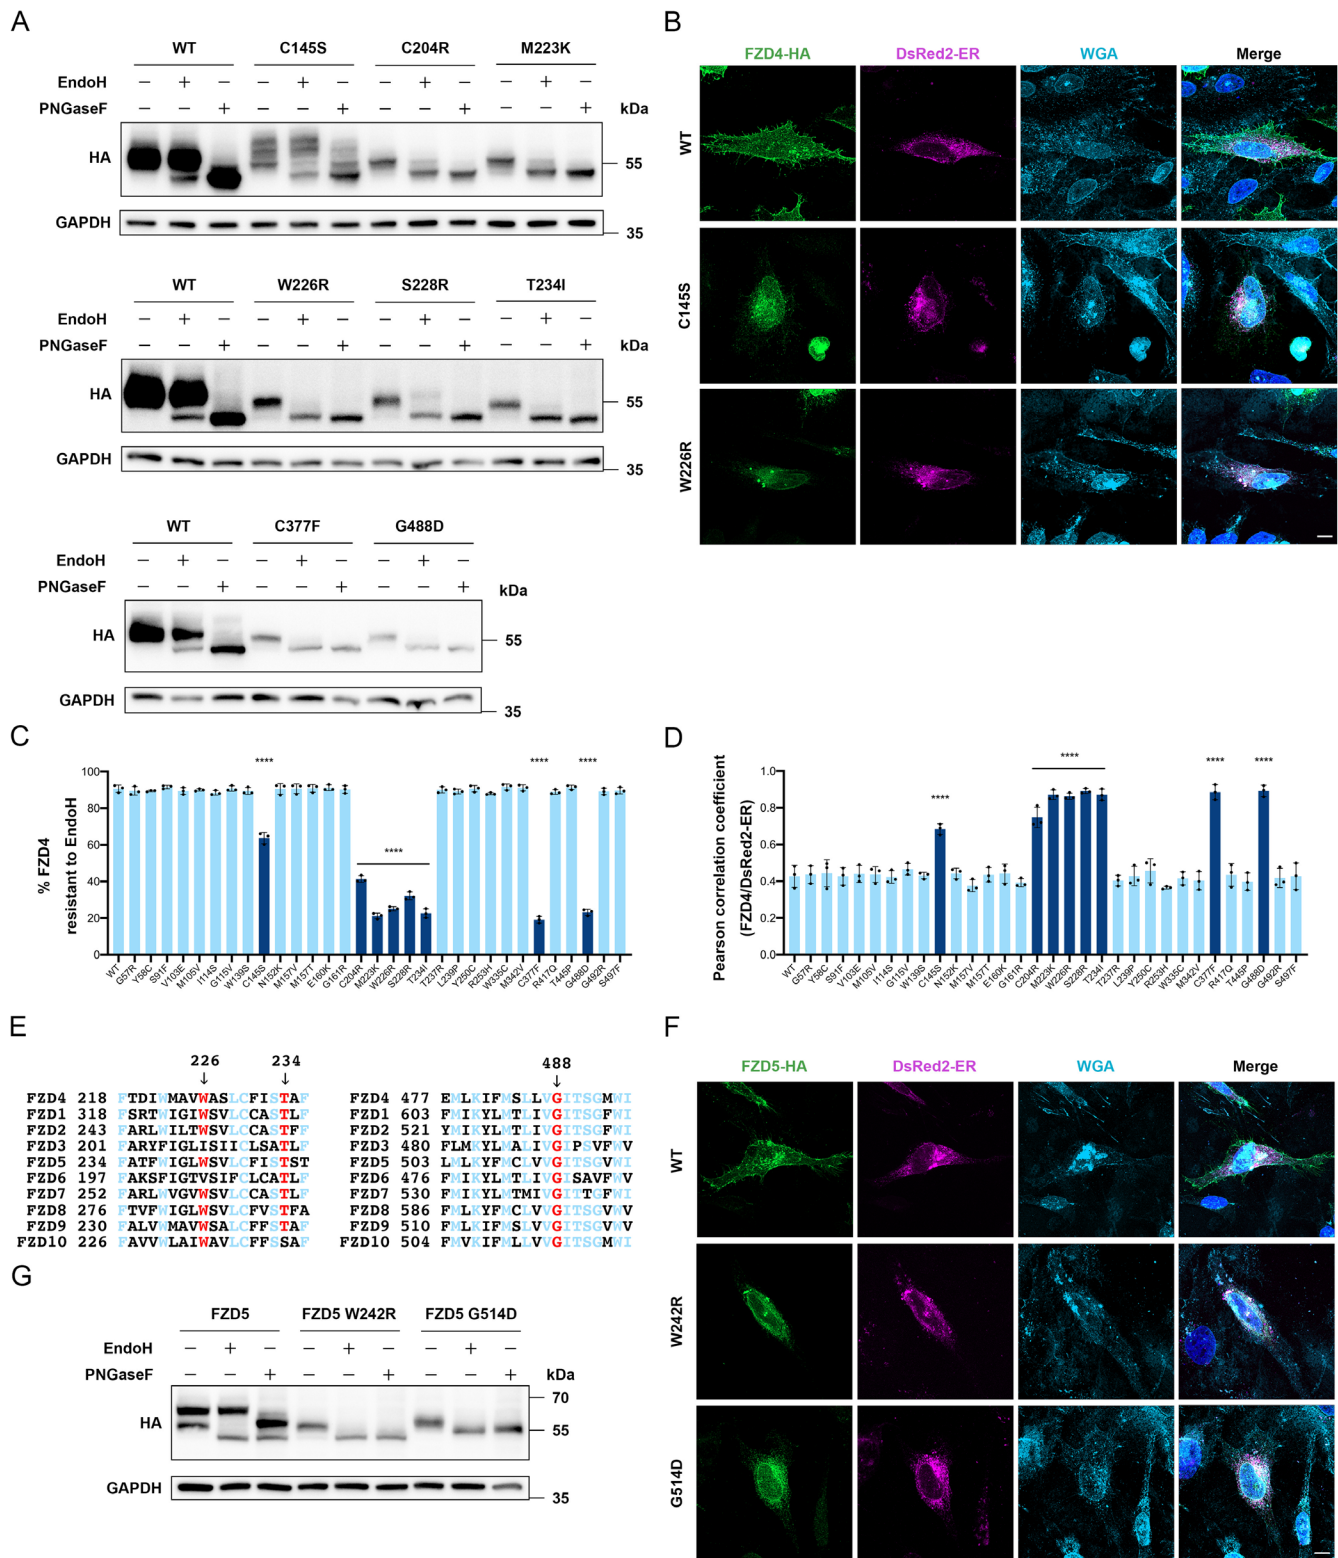 A
WT C145S C204R M223K
EndoH – + – – + – – + – – + –
PNGaseF – – + – – + – – + – – + kDa
HA 55
GAPDH 35
WT W226R S228R T234I
EndoH – + – – + – – + – – + –
PNGaseF – – + – – + – – + – – + kDa
HA 55
GAPDH 35
WT C377F G488D
EndoH – + – – + – – + –
PNGaseF – – + – – + – – + kDa
HA 55
GAPDH 35
B
FZD4-HA DsRed2-ER WGA Merge
WT
C145S
W226R
C
% FZD4
resistant to EndoH
100
80
60
40
20
0
**** **** **** ****
WT G57R Y58C S91F V103E M105V I114S G115V W139S C145S N152K M157V M157T E160K G161R C204R M223K W226R S228R T234I T237R L239P Y250C R253H W335C M342V C377F R417Q T445P G488D G492R S497F
D
Pearson correlation coefficient
(FZD4/DsRed2-ER)
1.0
0.8
0.6
0.4
0.2
0.0
**** **** **** ****
WT G57R Y58C S91F V103E M105V I114S G115V W139S C145S N152K M157V M157T E160K G161R C204R M223K W226R S228R T234I T237R L239P Y250C R253H W335C M342V C377F R417Q T445P G488D G492R S497F
E
226 234
FZD4 218 FTDIWMAVWASLCFISTAF
FZD1 318 FSRTWIGIWSVLCCASTLF
FZD2 243 FARLWILTWSVLCCASTFF
FZD3 201 FARYFIGLISIICLSATLF
FZD5 234 FATFWIGLWSVLCFISTST
FZD6 197 FAKSFIGTVSIFCLCATLF
FZD7 252 FARLWVGVWSVLCCASTLF
FZD8 276 FTVFWIGLWSVLCFVSTFA
FZD9 230 FALVWMAVWSALCFFSTAF
FZD10 226 FAVVWLAIWAVLCFFSSAF
488
FZD4 477 EMLKIFMSLLVGITSGMWI
FZD1 603 FMIKYLMTLIVGITSGFWI
FZD2 521 YMIKYLMTLIVGITSGFWI
FZD3 480 FLMKYLMALIVGIPSVFWV
FZD5 503 LMLKYFMCLVVGITSGVWI
FZD6 476 FMIKYLMTLIVGISAVFWV
FZD7 530 FMIKYLMTMIVGITTGFWI
FZD8 586 FMLKYFMCLVVGITSGVWV
FZD9 510 FMLKIFMSLVVGITSGVWV
FZD10 504 FMVKIFMLLVVGITSGMWI
F
FZD5-HA DsRed2-ER WGA Merge
WT
W242R
G514D
G
FZD5 FZD5 W242R FZD5 G514D
EndoH – + – – + – – + –
PNGaseF – – + – – + – – + kDa
70
HA 55
GAPDH 35